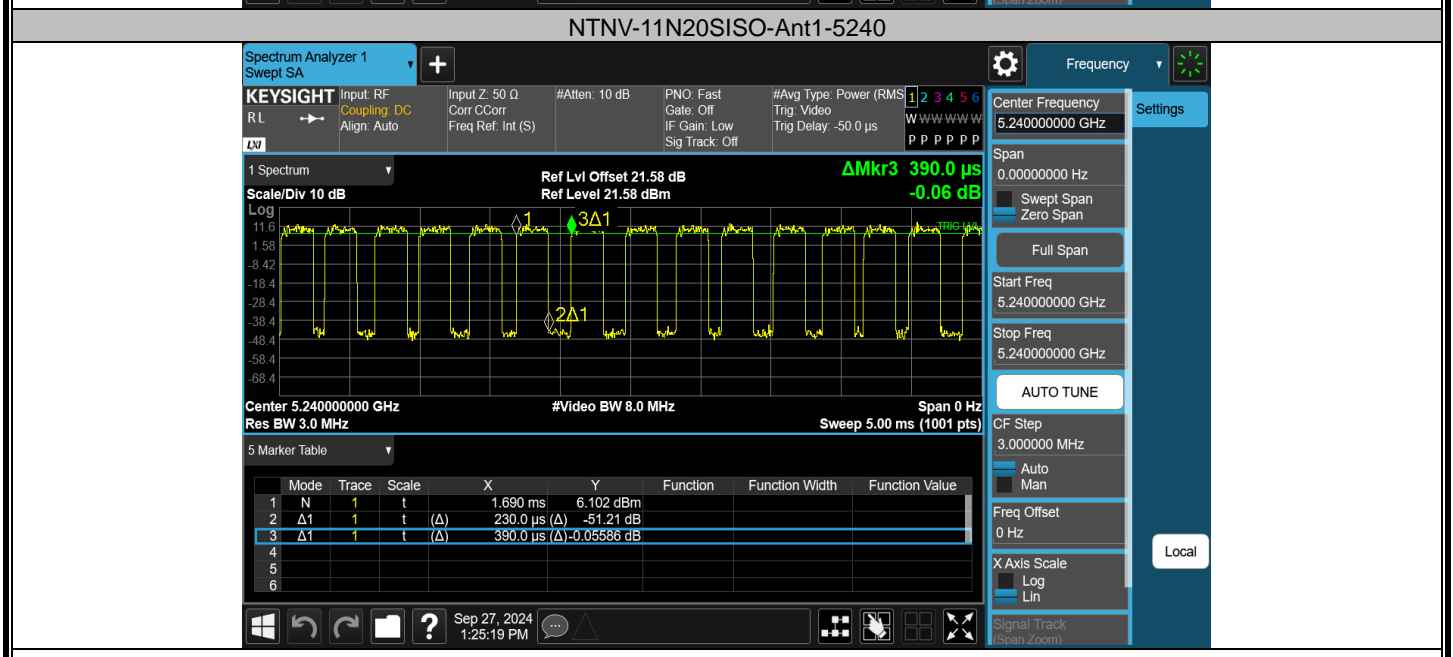 (Span Zoom)
NTNV-11N20SISO-Ant1-5240
Spectrum Analyzer 1
Swept SA
Frequency
KEYSIGHT
RL
LXI
Input: RF
Coupling: DC
Align: Auto
Input Z: 50 Ω
Corr CCorr
Freq Ref: Int (S)
#Atten: 10 dB
PNO: Fast
Gate: Off
IF Gain: Low
Sig Track: Off
#Avg Type: Power (RMS
Trig: Video
Trig Delay: -50.0 µs
1 2 3 4 5 6
W W W W W W
P P P P P P
1 Spectrum
Scale/Div 10 dB
Ref Lvl Offset 21.58 dB
Ref Level 21.58 dBm
ΔMkr3 390.0 µs
-0.06 dB
Log
11.6
1.58
-8.42
-18.4
-28.4
-38.4
-48.4
-58.4
-68.4
1
3Δ1
2Δ1
TRIG LVL
Center 5.240000000 GHz
#Video BW 8.0 MHz
Span 0 Hz
Res BW 3.0 MHz
Sweep 5.00 ms (1001 pts)
5 Marker Table
Mode Trace Scale X Y Function Function Width Function Value
1 N 1 t 1.690 ms 6.102 dBm
2 Δ1 1 t (Δ) 230.0 µs (Δ) -51.21 dB
3 Δ1 1 t (Δ) 390.0 µs (Δ) -0.05586 dB
4
5
6
Sep 27, 2024
1:25:19 PM
Center Frequency
5.240000000 GHz
Settings
Span
0.00000000 Hz
Swept Span
Zero Span
Full Span
Start Freq
5.240000000 GHz
Stop Freq
5.240000000 GHz
AUTO TUNE
CF Step
3.000000 MHz
Auto
Man
Freq Offset
0 Hz
X Axis Scale
Log
Lin
Local
Signal Track
(Span Zoom)